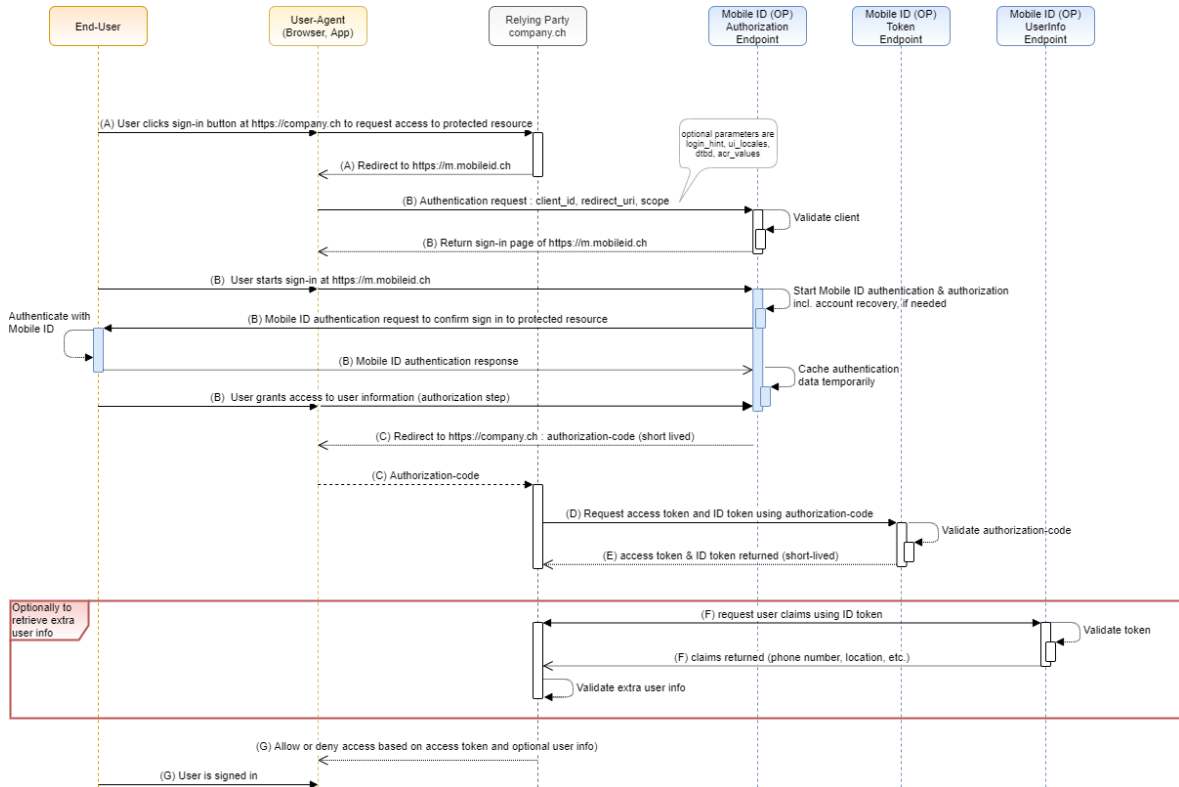 End-User
User-Agent
(Browser, App)
Relying Party
company.ch
Mobile ID (OP)
Authorization
Endpoint
Mobile ID (OP)
Token
Endpoint
Mobile ID (OP)
UserInfo
Endpoint
(A) User clicks sign-in button at https://company.ch to request access to protected resource
optional parameters are
login_hint, ui_locales,
dtbd, acr_values
(A) Redirect to https://m.mobileid.ch
(B) Authentication request : client_id, redirect_uri, scope
Validate client
(B) Return sign-in page of https://m.mobileid.ch
(B) User starts sign-in at https://m.mobileid.ch
Start Mobile ID authentication & authorization
incl. account recovery, if needed
Authenticate with
Mobile ID
(B) Mobile ID authentication request to confirm sign in to protected resource
(B) Mobile ID authentication response
Cache authentication
data temporarily
(B) User grants access to user information (authorization step)
(C) Redirect to https://company.ch : authorization-code (short lived)
(C) Authorization-code
(D) Request access token and ID token using authorization-code
Validate authorization-code
(E) access token & ID token returned (short-lived)
Optionally to
retrieve extra
user info
(F) request user claims using ID token
Validate token
(F) claims returned (phone number, location, etc.)
Validate extra user info
(G) Allow or deny access based on access token and optional user info)
(G) User is signed in